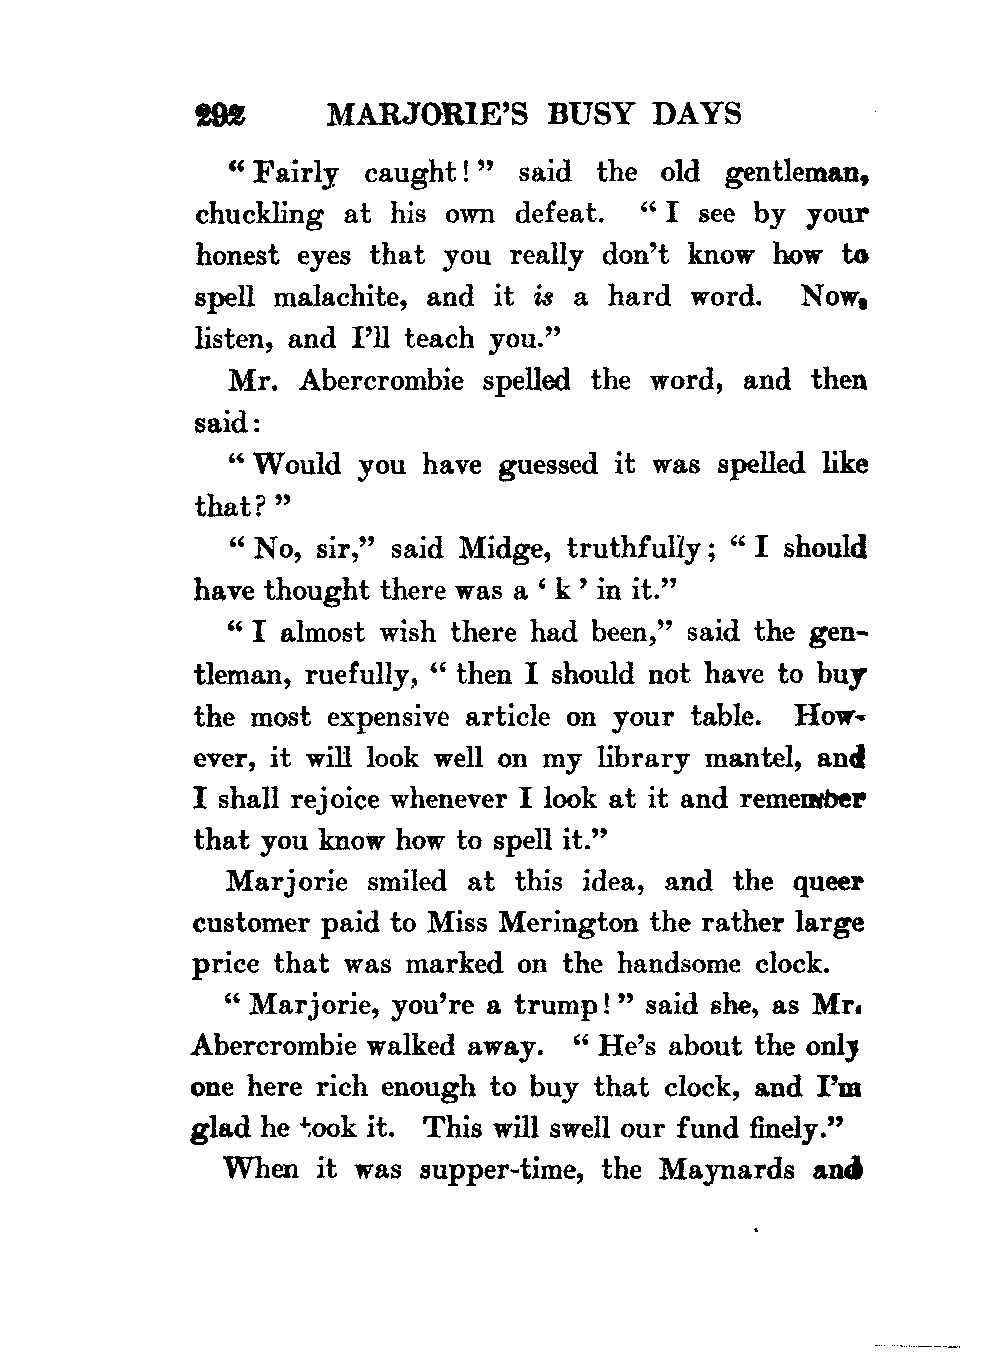 292 MARJORIE'S BUSY DAYS
“Fairly caught!” said the old gentleman,
chuckling at his own defeat. “I see by your
honest eyes that you really don't know how to
spell malachite, and it is a hard word. Now,
listen, and I'll teach you.”
Mr. Abercrombie spelled the word, and then
said:
“Would you have guessed it was spelled like
that?”
“No, sir,” said Midge, truthfully; “I should
have thought there was a ‘k’ in it.”
“I almost wish there had been,” said the gen-
tleman, ruefully, “then I should not have to buy
the most expensive article on your table. How-
ever, it will look well on my library mantel, and
I shall rejoice whenever I look at it and remember
that you know how to spell it.”
Marjorie smiled at this idea, and the queer
customer paid to Miss Merington the rather large
price that was marked on the handsome clock.
“Marjorie, you're a trump!” said she, as Mr.
Abercrombie walked away. “He's about the only
one here rich enough to buy that clock, and I'm
glad he took it. This will swell our fund finely.”
When it was supper-time, the Maynards and